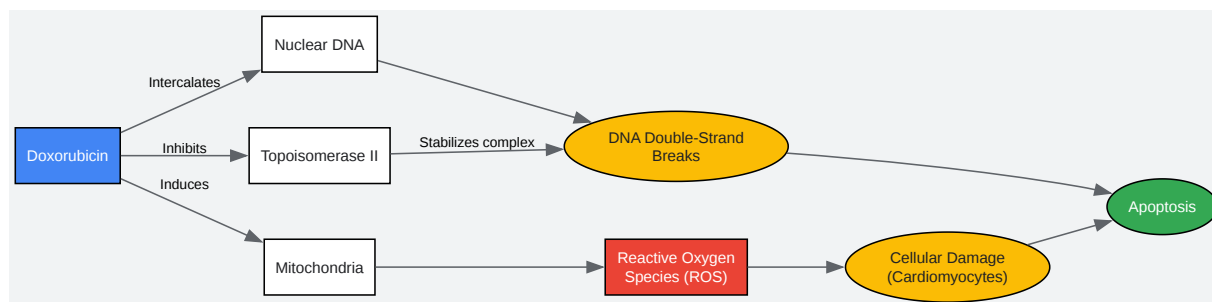 Nuclear DNA
Intercalates
Doxorubicin
Inhibits
Topoisomerase II
Stabilizes complex
DNA Double-Strand
Breaks
Induces
Apoptosis
Mitochondria
Reactive Oxygen
Species (ROS)
Cellular Damage
(Cardiomyocytes)